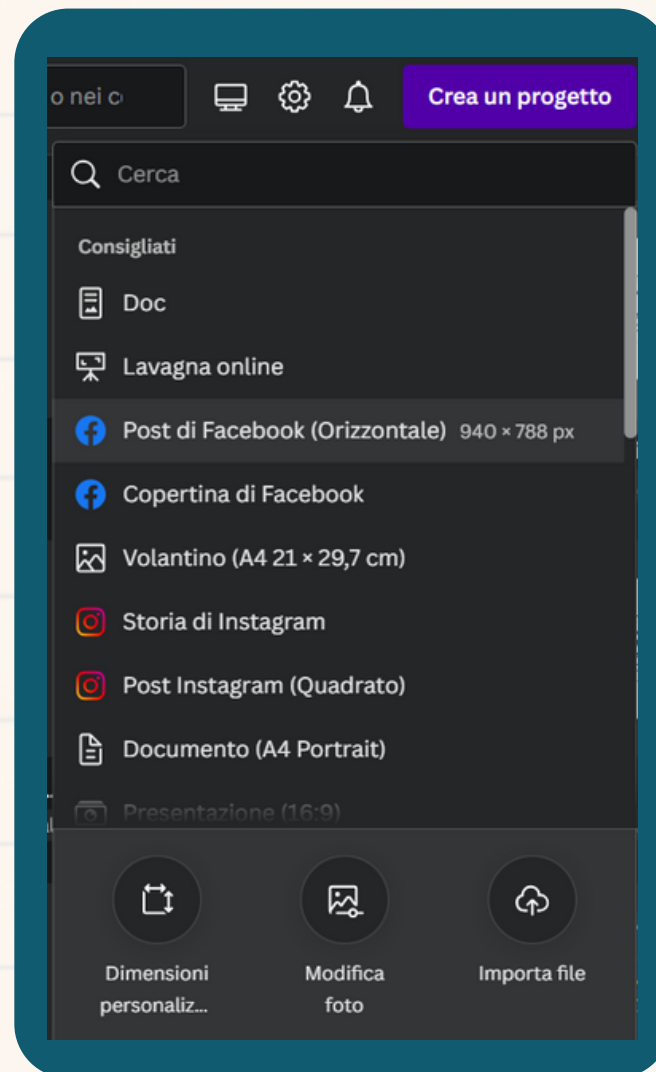 o nei c
Crea un progetto
Cerca
Consigliati
Doc
Lavagna online
Post di Facebook (Orizzontale) 940 × 788 px
Copertina di Facebook
Volantino (A4 21 × 29,7 cm)
Storia di Instagram
Post Instagram (Quadrato)
Documento (A4 Portrait)
Presentazione (16:9)
Dimensioni
personaliz...
Modifica
foto
Importa file